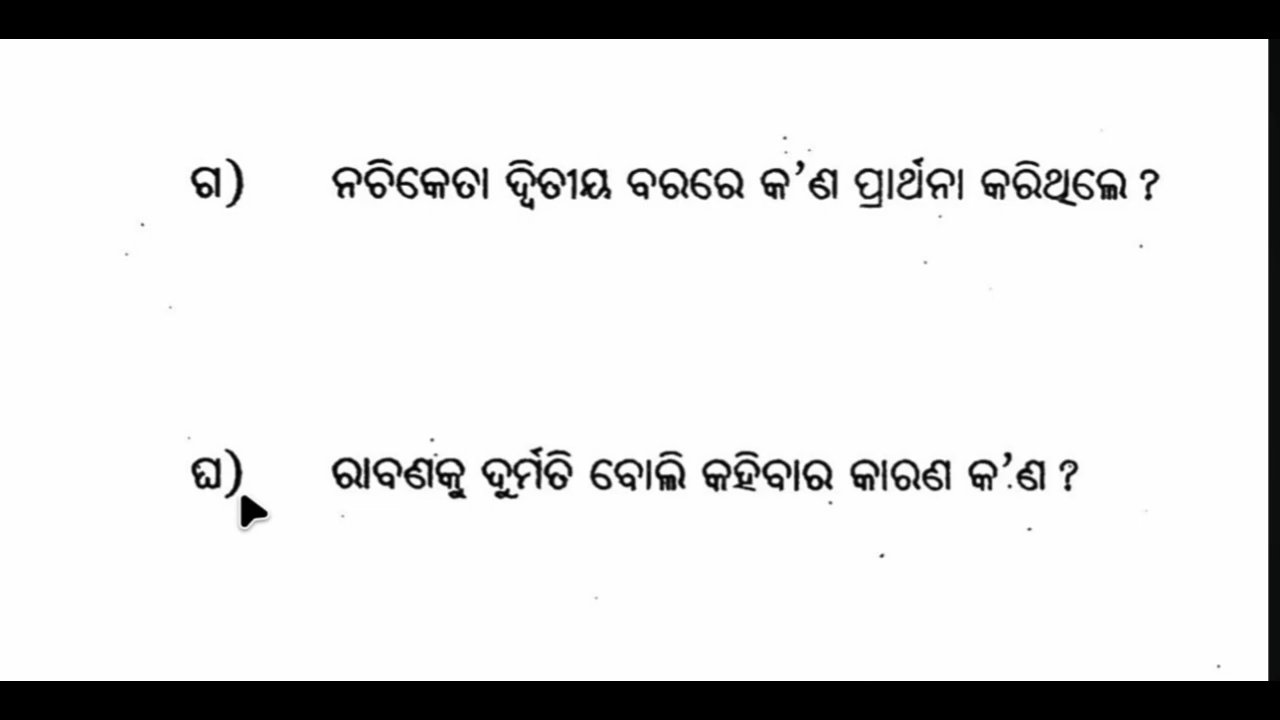 ଗ) ନଚିକେତା ଦ୍ଵିତୀୟ ବରରେ କ'ଣ ପ୍ରାର୍ଥନା କରିଥିଲେ ?
ଘ) ରାବଣକୁ ଦୁର୍ମତି ବୋଲି କହିବାର କାରଣ କ'ଣ ?